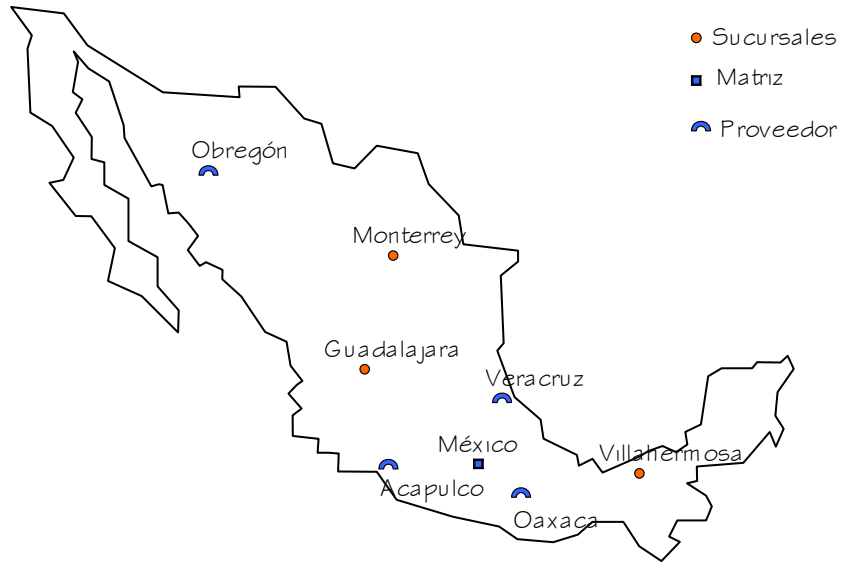 Sucursales
Matriz
Proveedor
Obregón
Monterrey
Guadalajara
Veracruz
México
Villahermosa
Acapulco
Oaxaca